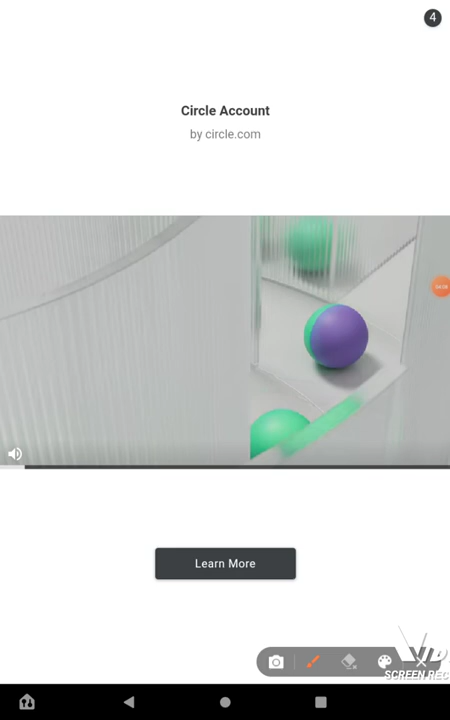 4
Circle Account
by circle.com
Learn More
SCREEN REC